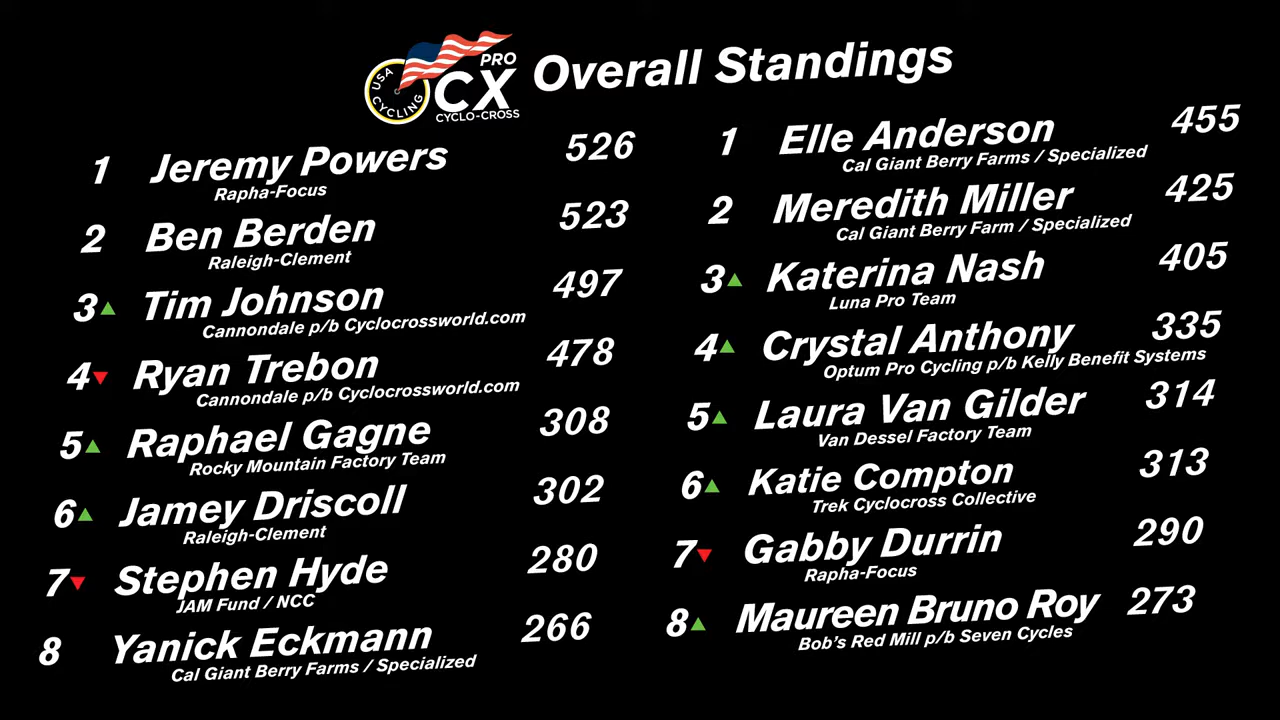 USA CYCLING
PRO
CX
CYCLO-CROSS
Overall Standings
1 Jeremy Powers 526
Rapha-Focus
2 Ben Berden 523
Raleigh-Clement
3 Tim Johnson 497
Cannondale p/b Cyclocrossworld.com
4 Ryan Trebon 478
Cannondale p/b Cyclocrossworld.com
5 Raphael Gagne 308
Rocky Mountain Factory Team
6 Jamey Driscoll 302
Raleigh-Clement
7 Stephen Hyde 280
JAM Fund / NCC
8 Yanick Eckmann 266
Cal Giant Berry Farms / Specialized
1 Elle Anderson 455
Cal Giant Berry Farms / Specialized
2 Meredith Miller 425
Cal Giant Berry Farm / Specialized
3 Katerina Nash 405
Luna Pro Team
4 Crystal Anthony 335
Optum Pro Cycling p/b Kelly Benefit Systems
5 Laura Van Gilder 314
Van Dessel Factory Team
6 Katie Compton 313
Trek Cyclocross Collective
7 Gabby Durrin 290
Rapha-Focus
8 Maureen Bruno Roy 273
Bob's Red Mill p/b Seven Cycles